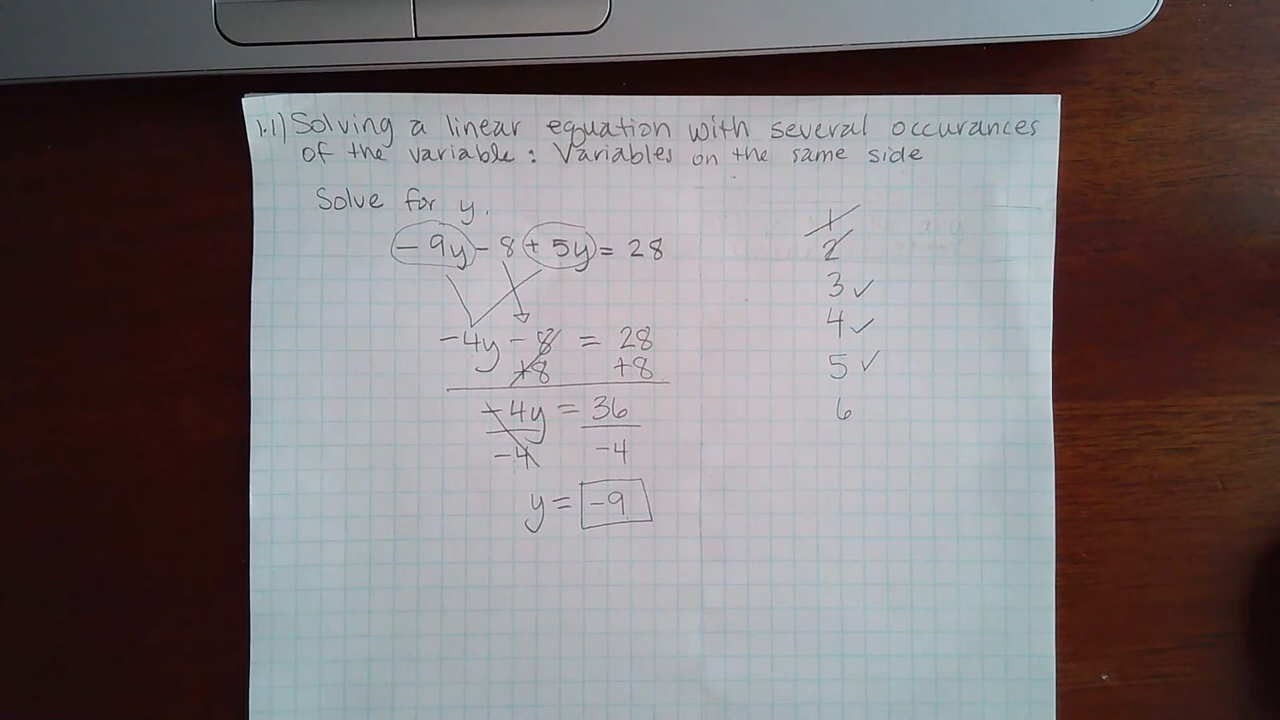 1.1) Solving a linear equation with several occurances
of the variable: Variables on the same side
Solve for y.
-9y - 8 + 5y = 28
-4y - 8 = 28
+8 +8
-4y = 36
-4 -4
y = -9
1
2
3 ✓
4 ✓
5 ✓
6